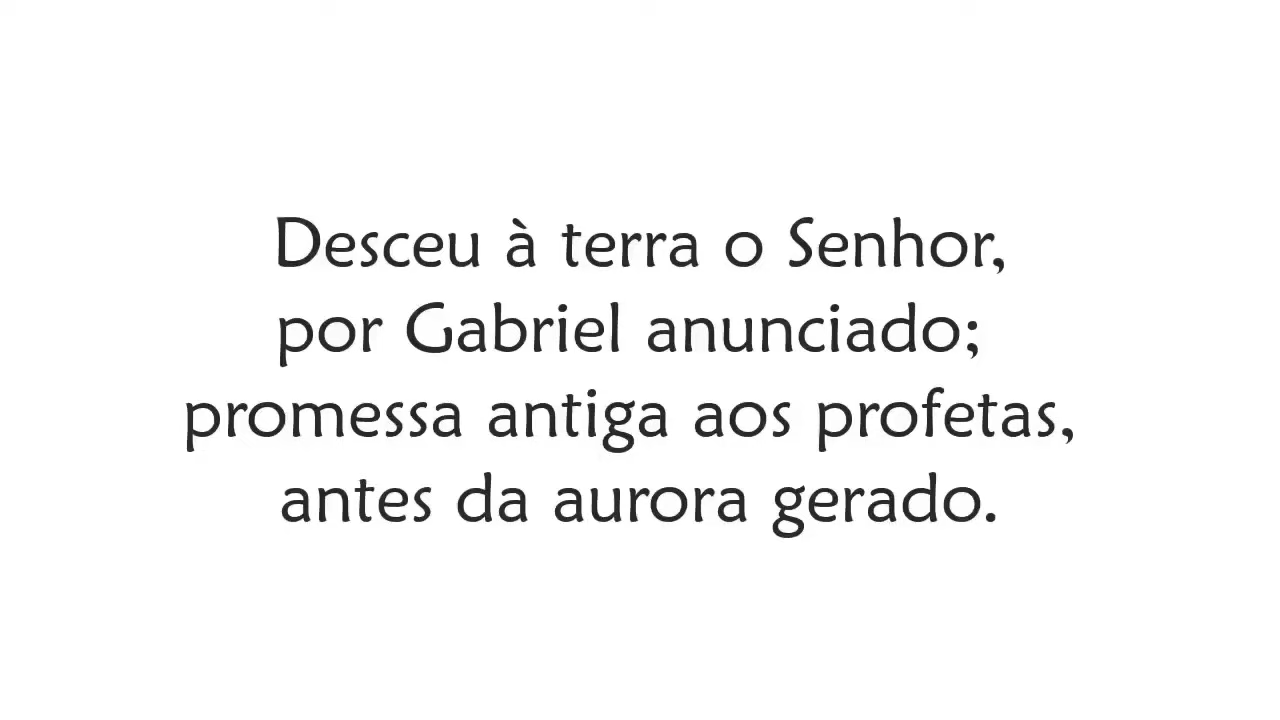 Desceu à terra o Senhor,
por Gabriel anunciado;
promessa antiga aos profetas,
antes da aurora gerado.